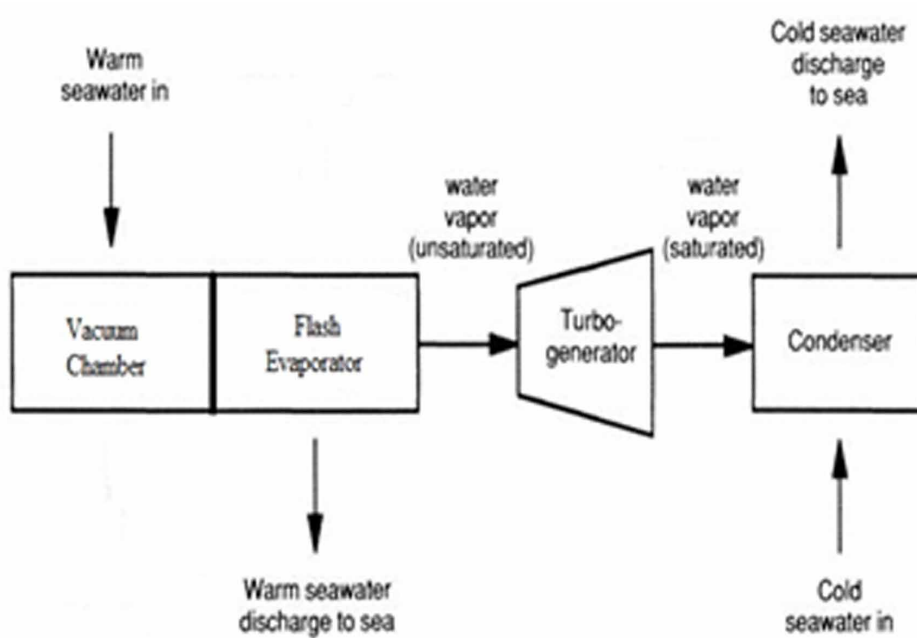 Warm
seawater in
Cold seawater
discharge
to sea
water
vapor
(unsaturated)
water
vapor
(saturated)
Vacuum
Chamber
Flash
Evaporator
Turbo-
generator
Condenser
Warm seawater
discharge to sea
Cold
seawater in